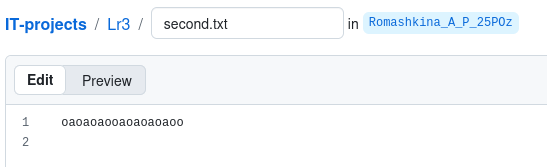 IT-projects / Lr3 / second.txt in Romashkina_A_P_25POz
Edit Preview
1 oaoaoaooaoaoaoaoo
2